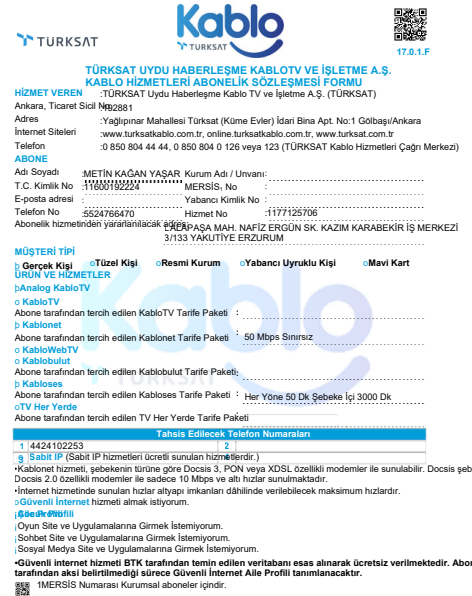 Kablo
TÜRKSAT
TÜRKSAT
17.0.1.F
TÜRKSAT UYDU HABERLEŞME KABLOTV VE İŞLETME A.Ş.
KABLO HİZMETLERİ ABONELİK SÖZLEŞMESİ FORMU
HİZMET VEREN :TÜRKSAT Uydu Haberleşme Kablo TV ve İşletme A.Ş. (TÜRKSAT)
Ankara, Ticaret Sicil No :192881
Adres :Yağlıpınar Mahallesi Türksat (Küme Evler) İdari Bina Apt. No:1 Gölbaşı/Ankara
İnternet Siteleri :www.turksatkablo.com.tr, online.turksatkablo.com.tr, www.turksat.com.tr
Telefon :0 850 804 44 44, 0 850 804 0 126 veya 123 (TÜRKSAT Kablo Hizmetleri Çağrı Merkezi)
ABONE
Adı Soyadı :METİN KAĞAN YAŞAR Kurum Adı / Unvanı :
T.C. Kimlik No :11600192224 MERSİS1 No :
E-posta adresi : Yabancı Kimlik No :
Telefon No :5524766470 Hizmet No :1177125706
Abonelik hizmetinden yararlanılacak adres:
LALAPAŞA MAH. NAFİZ ERGÜN SK. KAZIM KARABEKİR İŞ MERKEZİ
3/133 YAKUTİYE ERZURUM
MÜŞTERİ TİPİ
þ Gerçek Kişi oTüzel Kişi oResmi Kurum oYabancı Uyruklu Kişi oMavi Kart
ÜRÜN VE HİZMETLER
þAnalog KabloTV
o KabloTV
Abone tarafından tercih edilen KabloTV Tarife Paketi :
þ Kablonet
Abone tarafından tercih edilen Kablonet Tarife Paketi : 50 Mbps Sınırsız
o KabloWebTV
o Kablobulut
Abone tarafından tercih edilen Kablobulut Tarife Paketi:
þ Kabloses
Abone tarafından tercih edilen Kabloses Tarife Paketi : Her Yöne 50 Dk Şebeke İçi 3000 Dk
oTV Her Yerde
Abone tarafından tercih edilen TV Her Yerde Tarife Paketi :
Tahsis Edilecek Telefon Numaraları
1 4424102253 2
3 4
o Sabit IP (Sabit IP hizmetleri ücretli sunulan hizmetlerdir.)
•Kablonet hizmeti, şebekenin türüne göre Docsis 3, PON veya XDSL özellikli modemler ile sunulabilir. Docsis şeb
Docsis 2.0 özellikli modemler ile sadece 10 Mbps ve altı hızlar sunulmaktadır.
•İnternet hizmetinde sunulan hızlar altyapı imkanları dâhilinde verilebilecek maksimum hızlardır.
oGüvenli İnternet hizmeti almak istiyorum.
Profili
¡Oyun Site ve Uygulamalarına Girmek İstemiyorum.
¡Sohbet Site ve Uygulamalarına Girmek İstemiyorum.
¡Sosyal Medya Site ve Uygulamalarına Girmek İstemiyorum.
•Güvenli internet hizmeti BTK tarafından temin edilen veritabanı esas alınarak ücretsiz verilmektedir. Abor
tarafından aksi belirtilmediği sürece Güvenli İnternet Aile Profili tanımlanacaktır.
1MERSİS Numarası Kurumsal aboneler içindir.